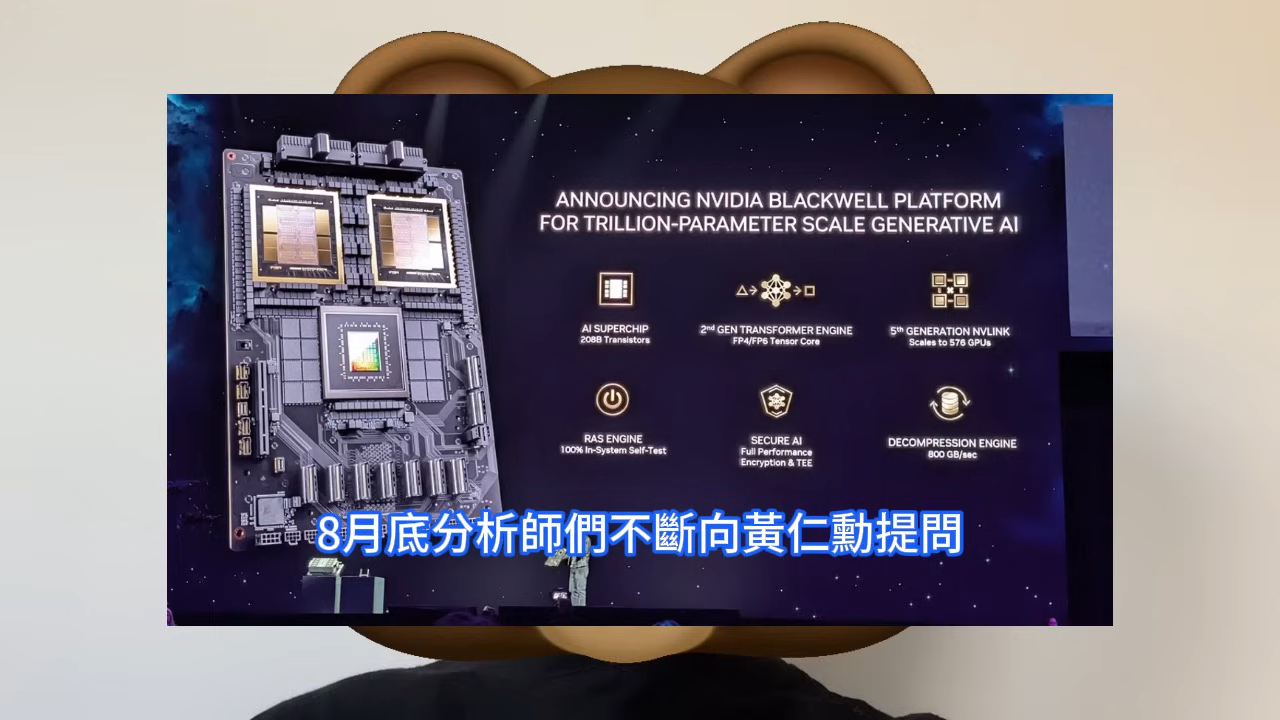 ANNOUNCING NVIDIA BLACKWELL PLATFORM
FOR TRILLION-PARAMETER SCALE GENERATIVE AI
AI SUPERCHIP
208B Transistors
2nd GEN TRANSFORMER ENGINE
FP4/FP6 Tensor Core
5th GENERATION NVLINK
Scales to 576 GPUs
RAS ENGINE
100% In-System Self-Test
SECURE AI
Full Performance
Encryption & TEE
DECOMPRESSION ENGINE
800 GB/sec
8月底分析師們不斷向黃仁勳提問